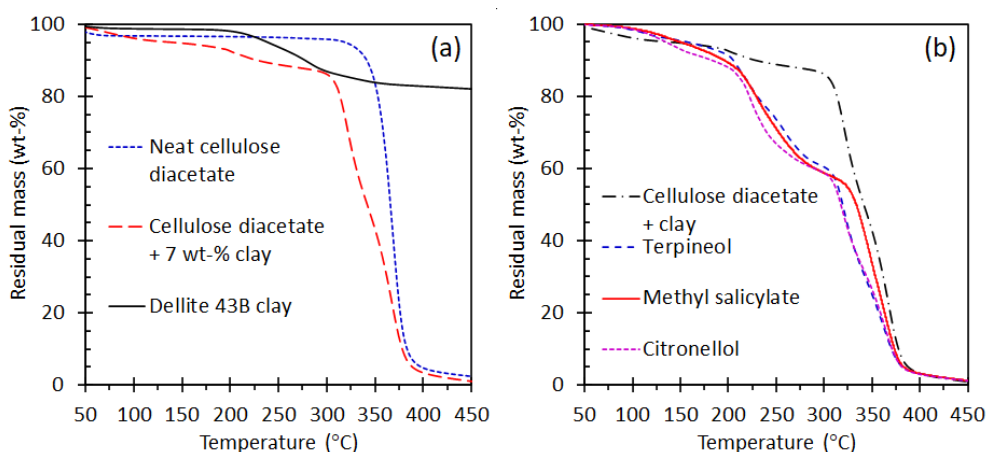 (a)
100
80
60
40
20
0
Residual mass (wt-%)
Neat cellulose
diacetate
Cellulose diacetate
+ 7 wt-% clay
Dellite 43B clay
50 100 150 200 250 300 350 400 450
Temperature (°C)
(b)
100
80
60
40
20
0
Residual mass (wt-%)
Cellulose diacetate
+ clay
Terpineol
Methyl salicylate
Citronellol
50 100 150 200 250 300 350 400 450
Temperature (°C)